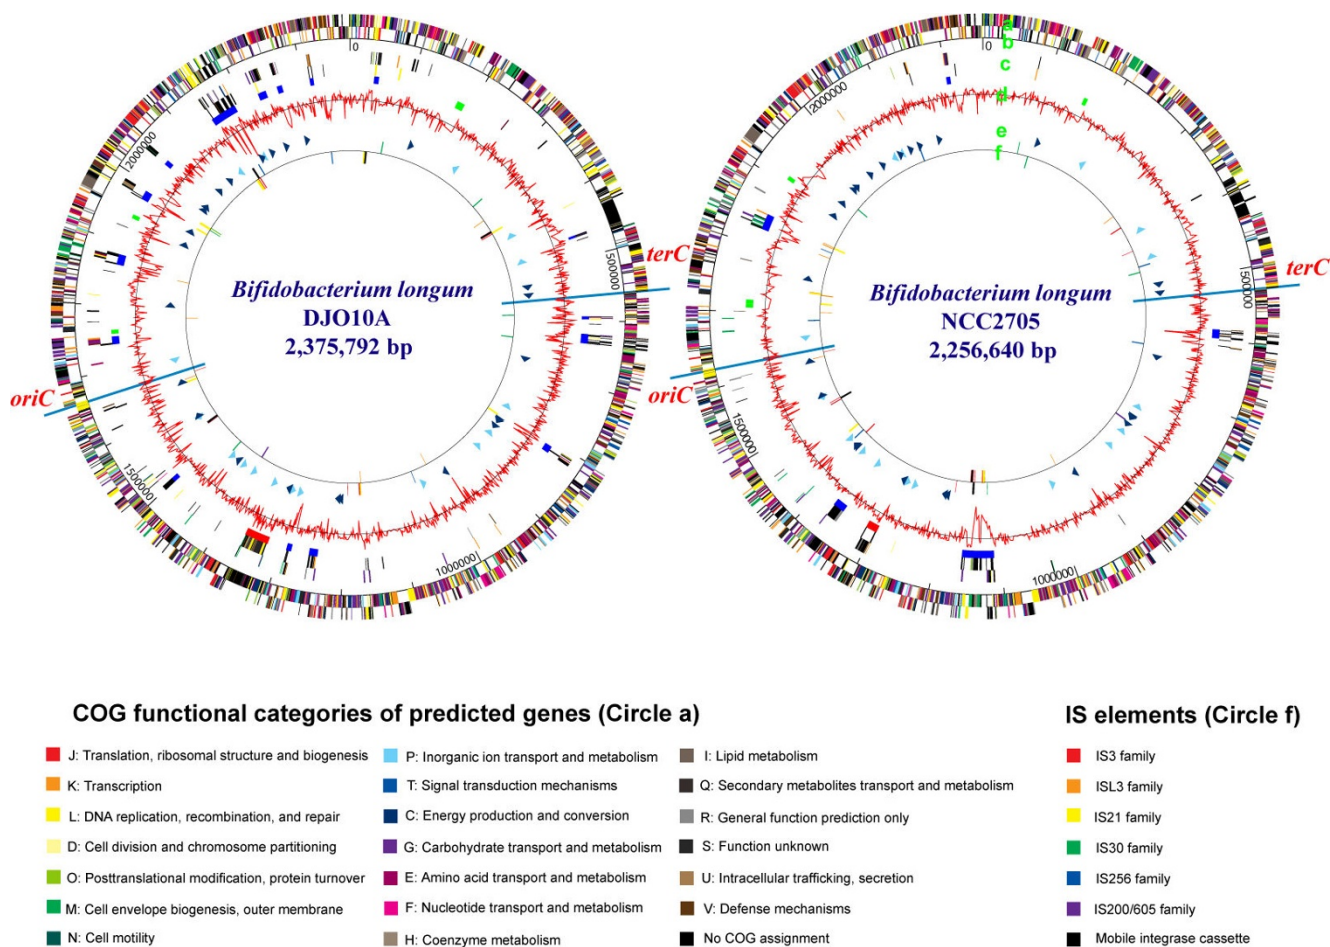 0
2000000
500000
1000000
1500000
terC
oriC
Bifidobacterium longum
DJO10A
2,375,792 bp
0
a
b
c
d
e
f
2000000
500000
1000000
1500000
terC
oriC
Bifidobacterium longum
NCC2705
2,256,640 bp
COG functional categories of predicted genes (Circle a)
J: Translation, ribosomal structure and biogenesis
K: Transcription
L: DNA replication, recombination, and repair
D: Cell division and chromosome partitioning
O: Posttranslational modification, protein turnover
M: Cell envelope biogenesis, outer membrane
N: Cell motility
P: Inorganic ion transport and metabolism
T: Signal transduction mechanisms
C: Energy production and conversion
G: Carbohydrate transport and metabolism
E: Amino acid transport and metabolism
F: Nucleotide transport and metabolism
H: Coenzyme metabolism
I: Lipid metabolism
Q: Secondary metabolites transport and metabolism
R: General function prediction only
S: Function unknown
U: Intracellular trafficking, secretion
V: Defense mechanisms
No COG assignment
IS elements (Circle f)
IS3 family
ISL3 family
IS21 family
IS30 family
IS256 family
IS200/605 family
Mobile integrase cassette